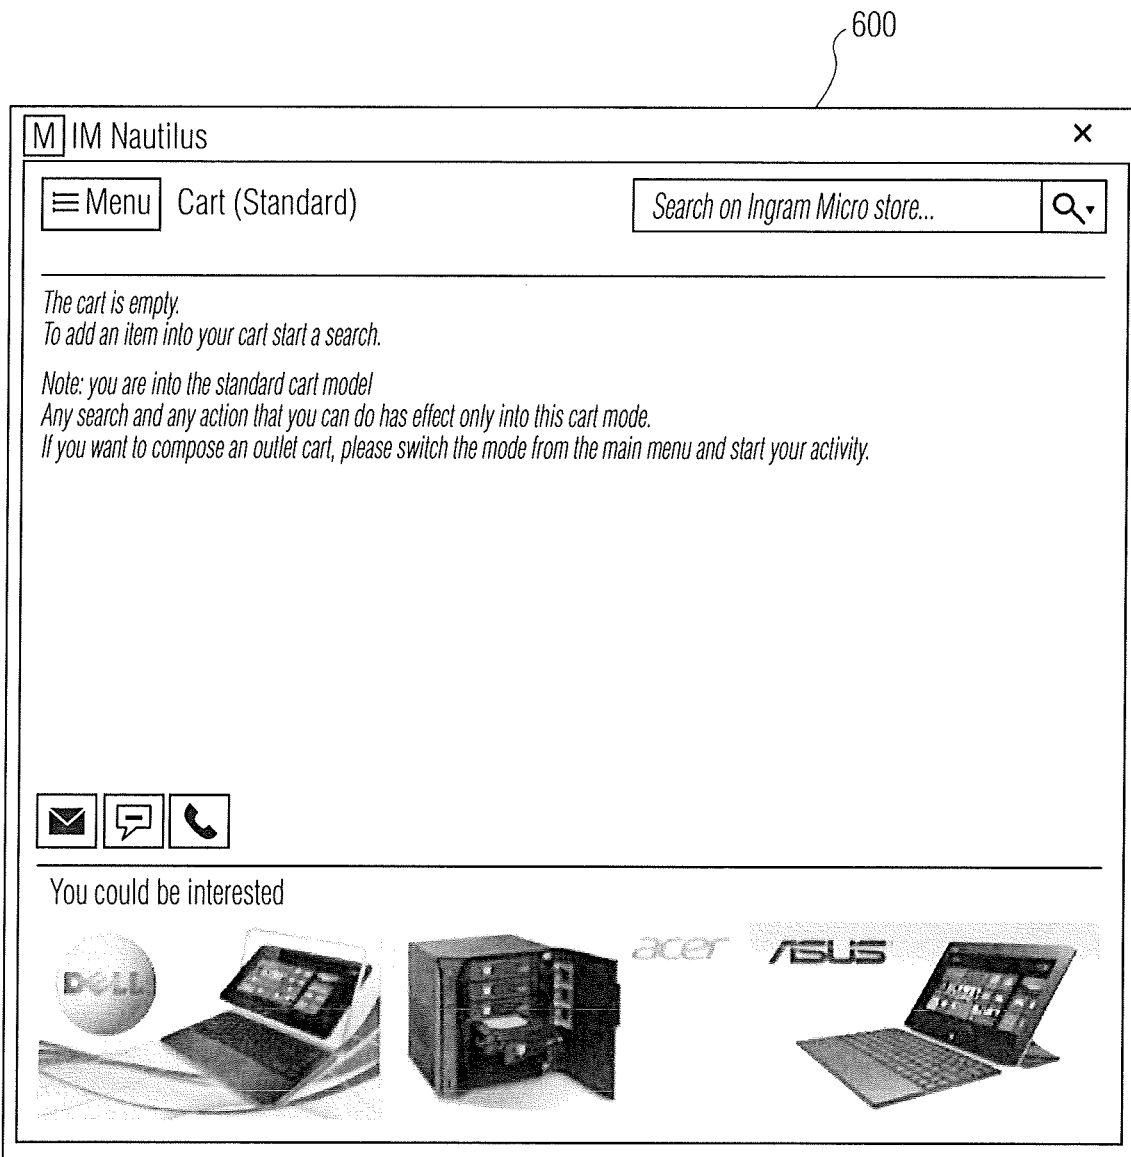 600
M IM Nautilus
Menu Cart (Standard) Search on Ingram Micro store...
The cart is empty.
To add an item into your cart start a search.
Note: you are into the standard cart model
Any search and any action that you can do has effect only into this cart mode.
If you want to compose an outlet cart, please switch the mode from the main menu and start your activity.
You could be interested
DELL
acer
ASUS